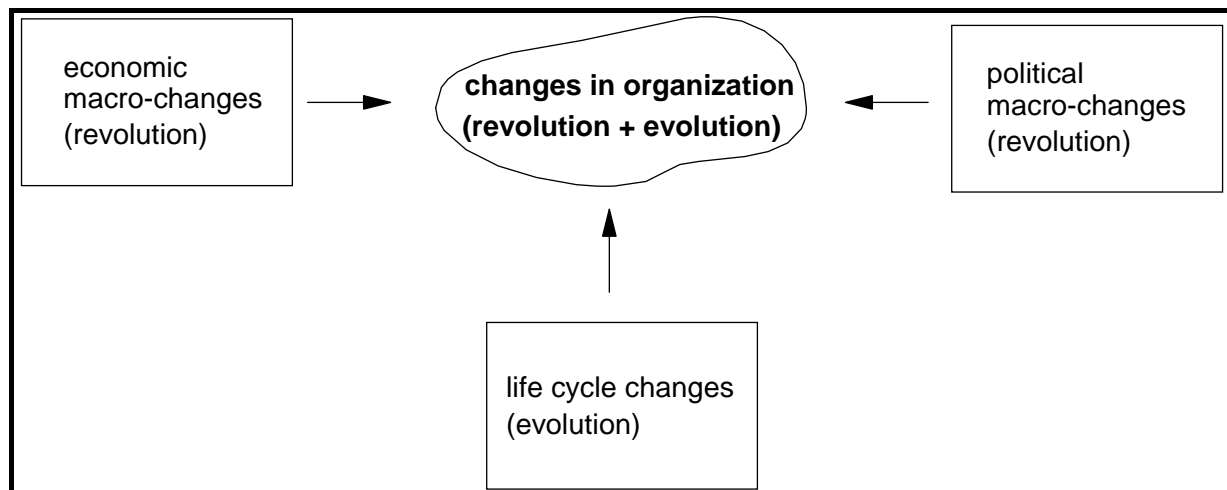 economic
macro-changes
(revolution)
changes in organization
(revolution + evolution)
political
macro-changes
(revolution)
life cycle changes
(evolution)